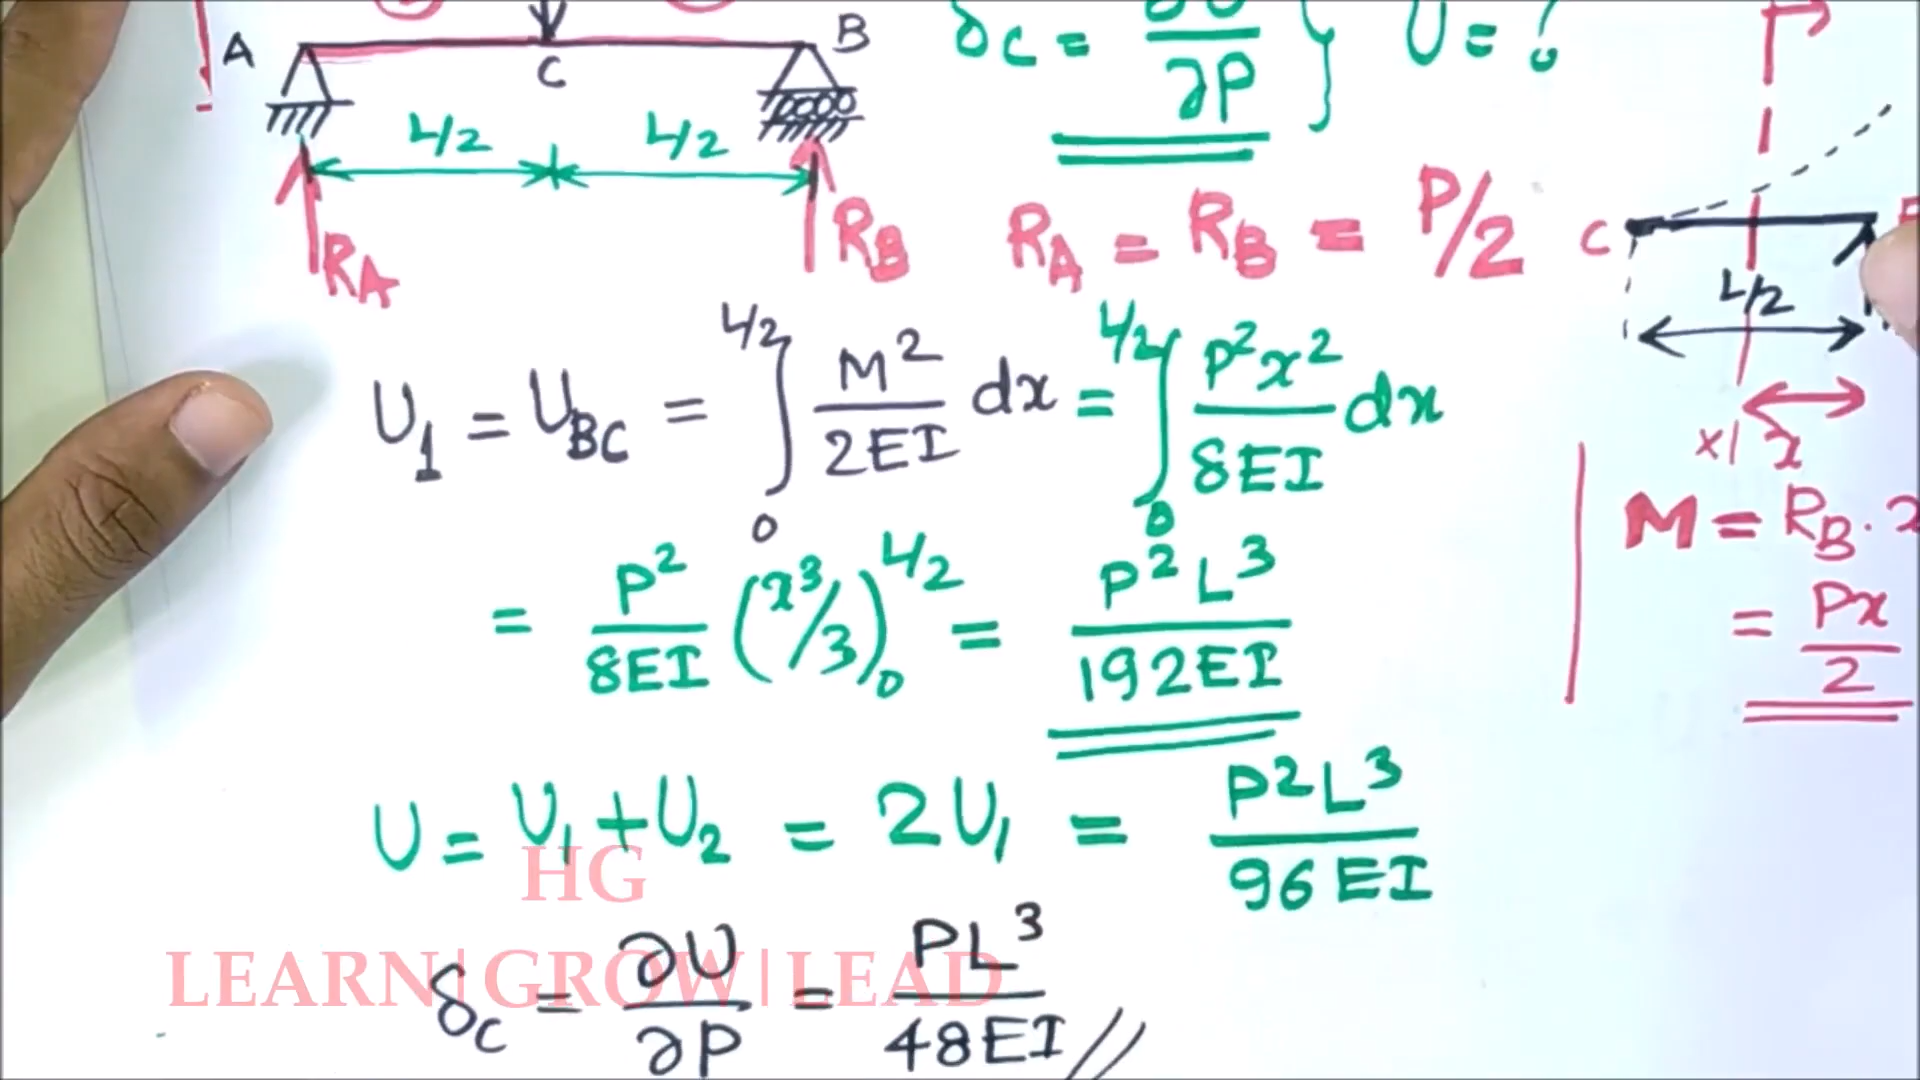 A C B
L/2 L/2
δC = ∂U/∂P } U = ?
RA RB RA = RB = P/2
C L/2
x
M = RB . x
= Px/2
U1 = UBC = ∫₀^(L/2) M²/2EI dx = ∫₀^(L/2) P²x²/8EI dx
= P²/8EI (x³/3)₀^(L/2) = P²L³/192EI
U = U1 + U2 = 2U1 = P²L³/96EI
HG
LEARN|GROW|LEAD
δC = ∂U/∂P = PL³/48EI //